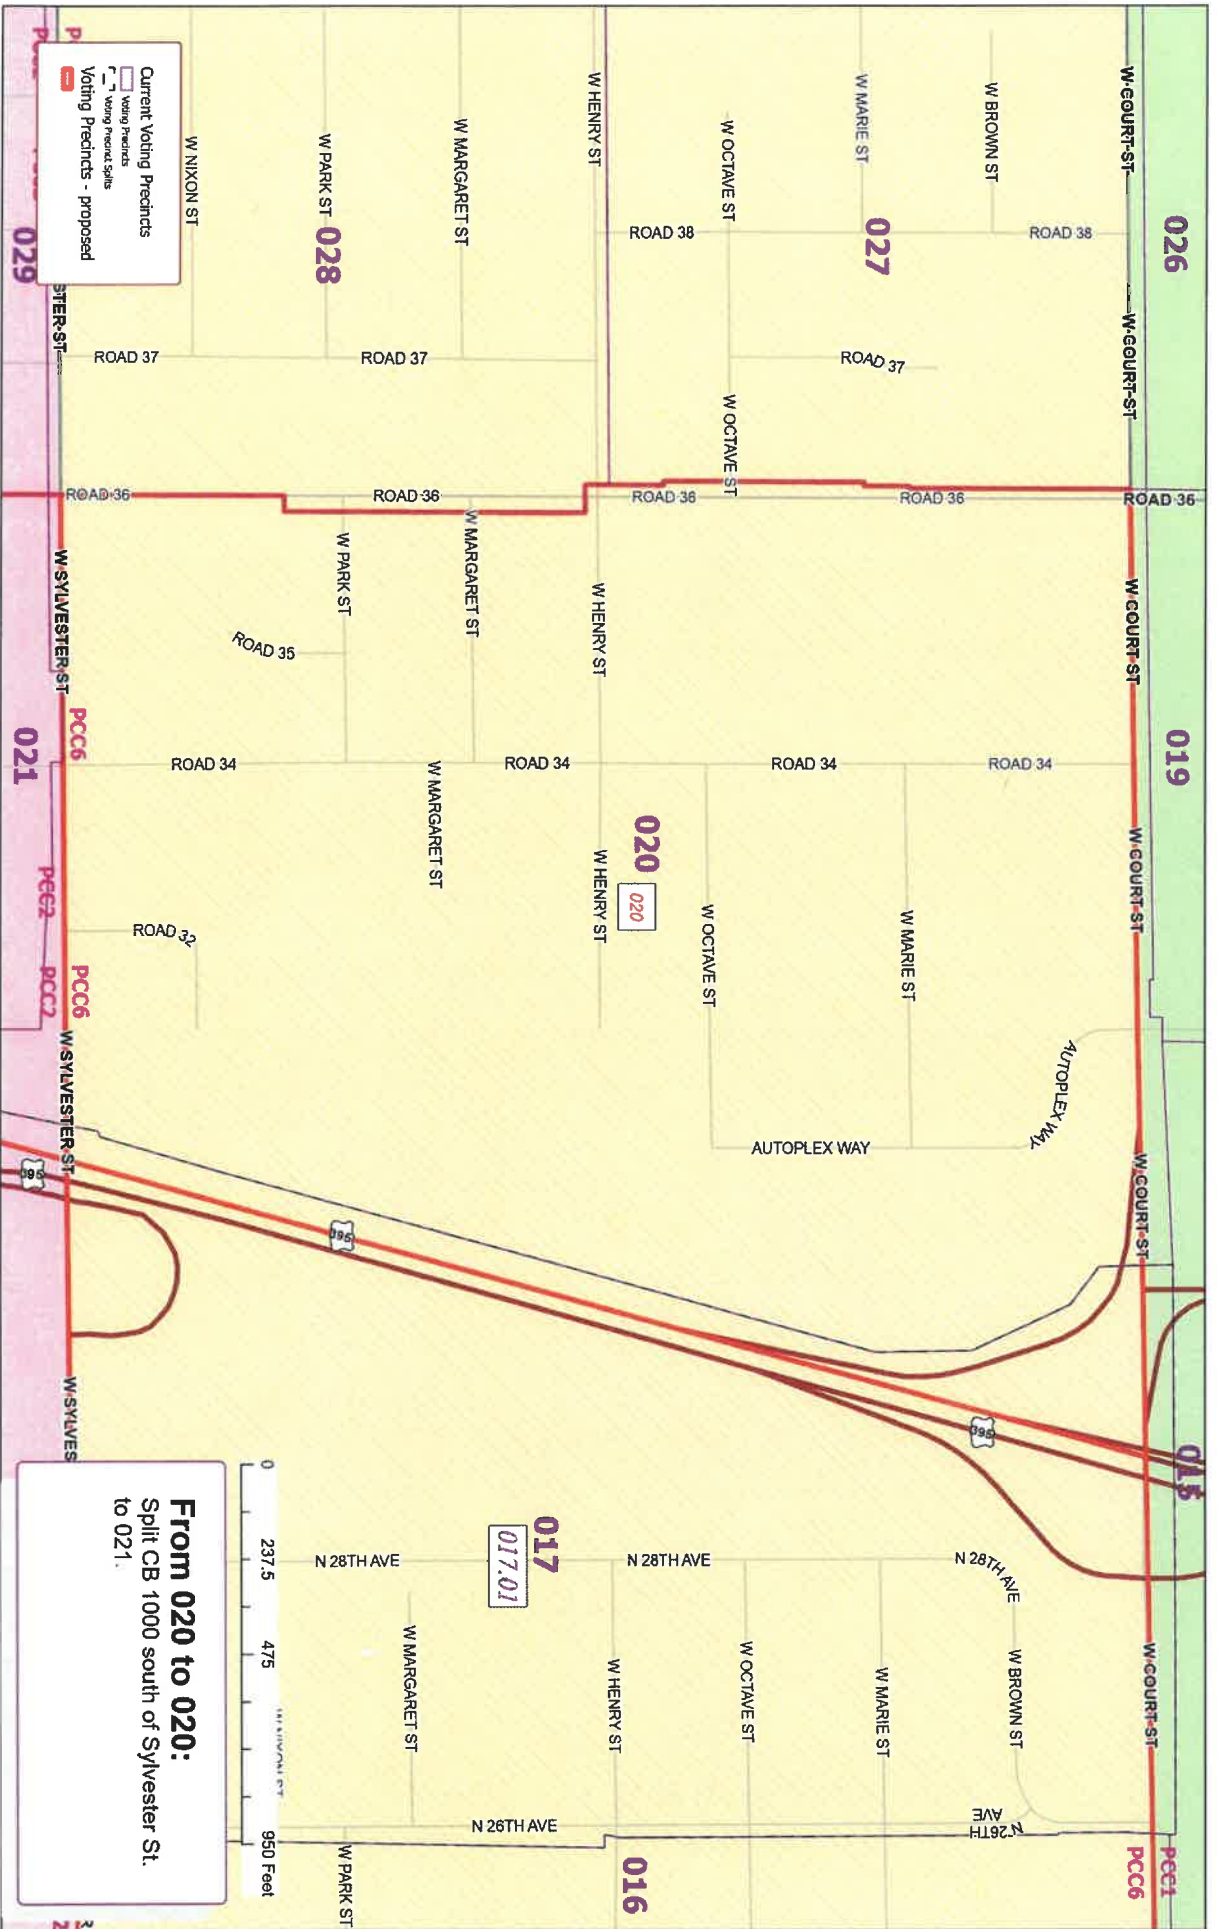 Current Voting Precincts
Voting Precincts
Voting Precinct Splits
Voting Precincts - proposed
026
019
015
W COURT ST
W COURT ST
W COURT ST
W COURT ST
W COURT ST
W COURT ST
PCC1
PCC6
ROAD 38
ROAD 36
W BROWN ST
W MARIE ST
027
ROAD 37
ROAD 36
ROAD 34
AUTOPLEX WAY
N 28TH AVE
W BROWN ST
N 26TH AVE
W MARIE ST
W MARIE ST
395
W OCTAVE ST
ROAD 38
W OCTAVE ST
ROAD 36
ROAD 34
W OCTAVE ST
AUTOPLEX WAY
W OCTAVE ST
W HENRY ST
W HENRY ST
020
020
W HENRY ST
N 28TH AVE
W HENRY ST
016
017
017.01
W MARGARET ST
ROAD 37
ROAD 36
W MARGARET ST
ROAD 34
W MARGARET ST
N 26TH AVE
W MARGARET ST
W PARK ST
028
W PARK ST
395
N 28TH AVE
W PARK ST
W NIXON ST
ROAD 37
ROAD 36
ROAD 35
ROAD 34
ROAD 32
STER ST
W SYLVESTER ST
PCC6
PCC6
W SYLVESTER ST
W SYLVES
029
021
PCC2
PCC2
395
0 237.5 475 950 Feet
From 020 to 020:
Split CB 1000 south of Sylvester St.
to 021.